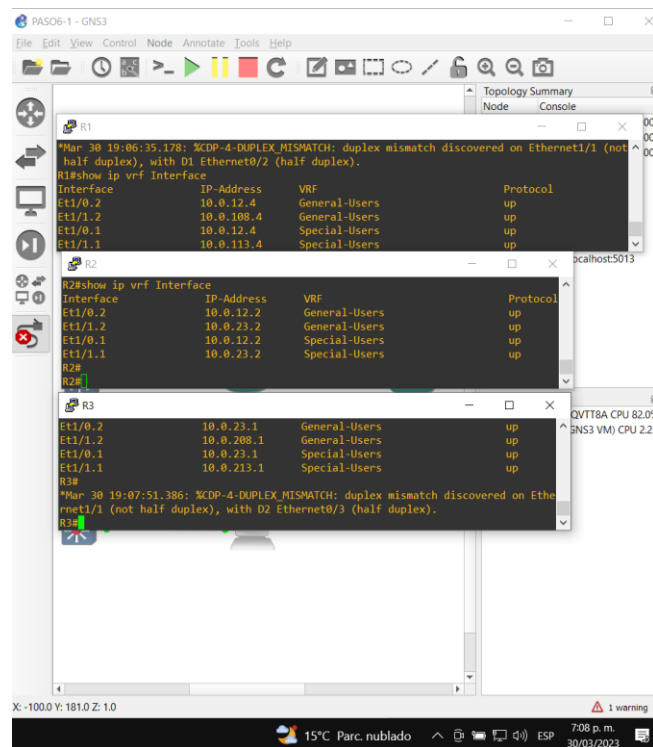 PASO6-1 - GNS3
File Edit View Control Node Annotate Tools Help
Topology Summary
Node Console
R1
*Mar 30 19:06:35.178: %CDP-4-DUPLEX_MISMATCH: duplex mismatch discovered on Ethernet1/1 (not
half duplex), with D1 Ethernet0/2 (half duplex).
R1#show ip vrf Interface
Interface IP-Address VRF Protocol
Et1/0.2 10.0.12.4 General-Users up
Et1/1.2 10.0.108.4 General-Users up
Et1/0.1 10.0.12.4 Special-Users up
Et1/1.1 10.0.113.4 Special-Users up
ocalhost:5013
R2
R2#show ip vrf Interface
Interface IP-Address VRF Protocol
Et1/0.2 10.0.12.2 General-Users up
Et1/1.2 10.0.23.2 General-Users up
Et1/0.1 10.0.12.2 Special-Users up
Et1/1.1 10.0.23.2 Special-Users up
R2#
R2#
R3
QVTT8A CPU 82.0%
GNS3 VM) CPU 2.2
Et1/0.2 10.0.23.1 General-Users up
Et1/1.2 10.0.208.1 General-Users up
Et1/0.1 10.0.23.1 Special-Users up
Et1/1.1 10.0.213.1 Special-Users up
R3#
*Mar 30 19:07:51.386: %CDP-4-DUPLEX_MISMATCH: duplex mismatch discovered on Ethe
rnet1/1 (not half duplex), with D2 Ethernet0/3 (half duplex).
R3#
X: -100.0 Y: 181.0 Z: 1.0
1 warning
15°C Parc. nublado
ESP
7:08 p. m.
30/03/2023